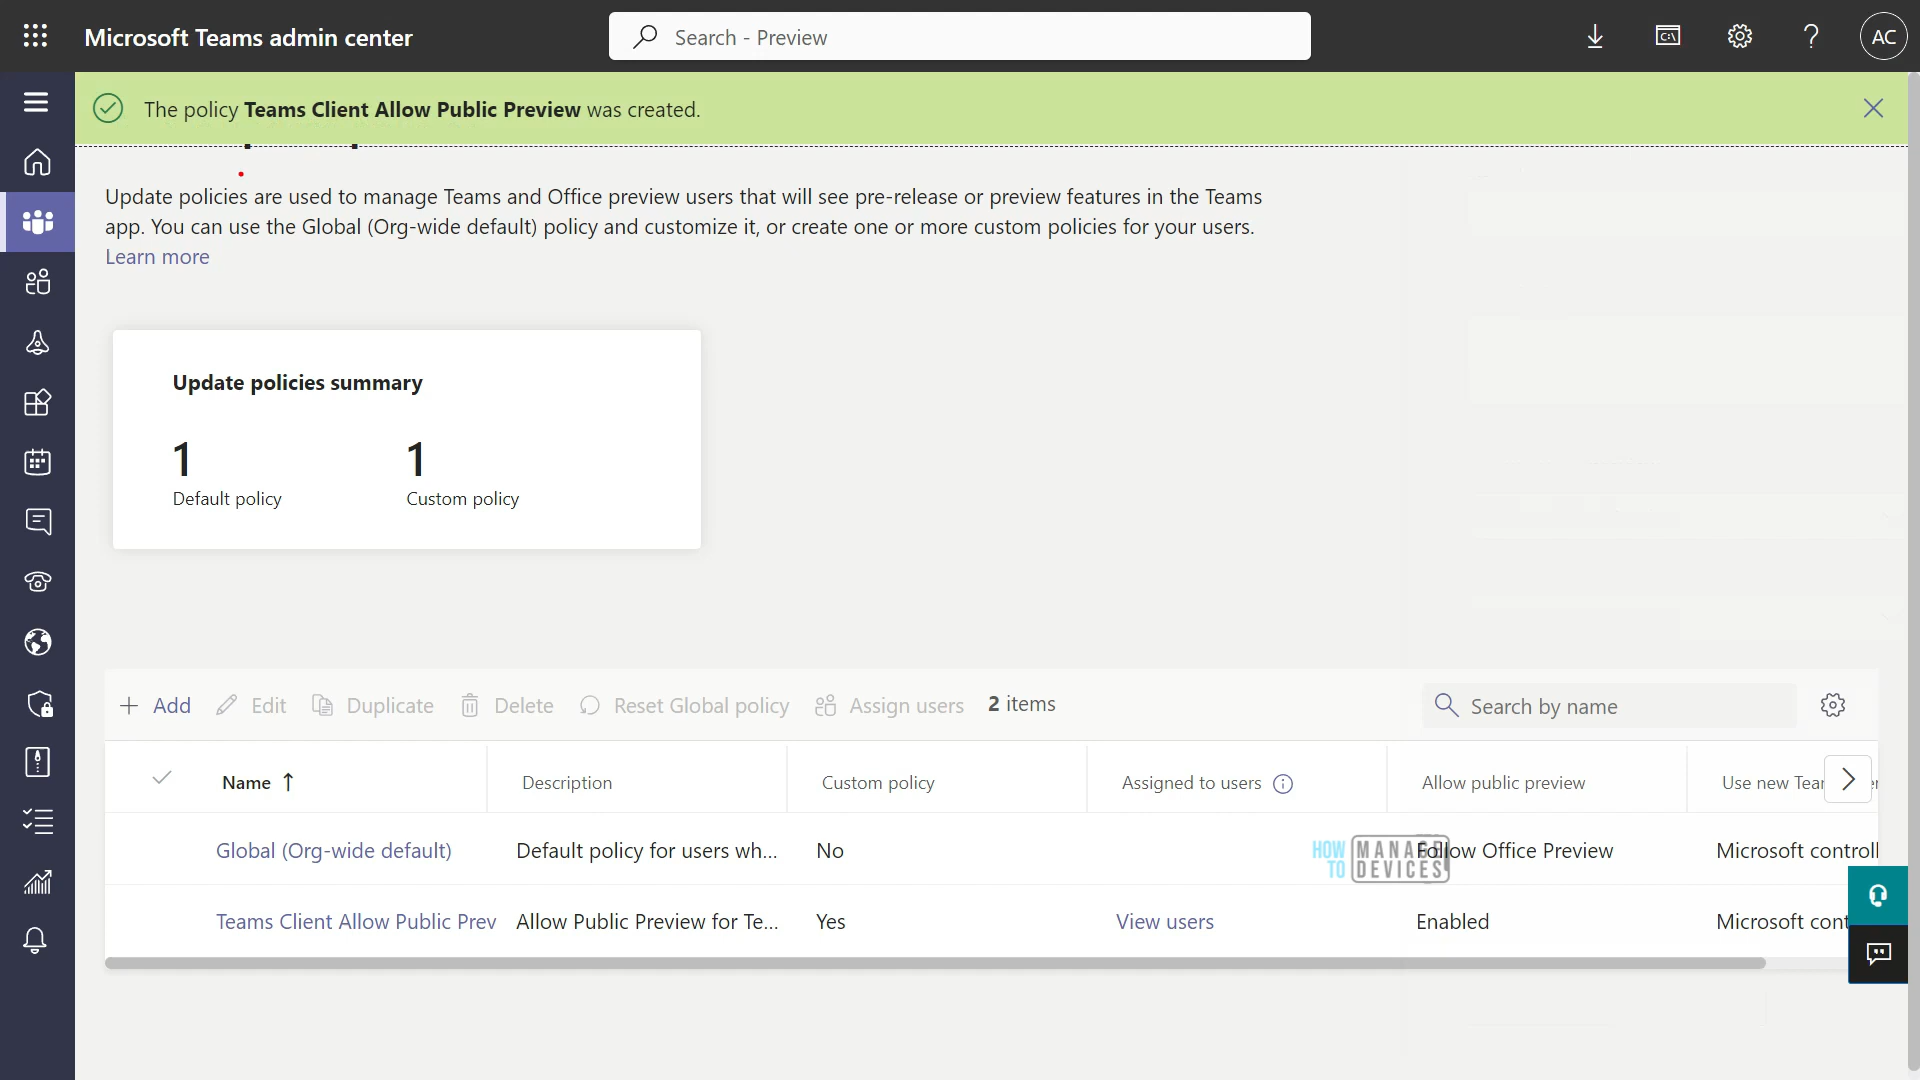 Microsoft Teams admin center
Search - Preview
C:\
AC
The policy Teams Client Allow Public Preview was created.
Update policies are used to manage Teams and Office preview users that will see pre-release or preview features in the Teams
app. You can use the Global (Org-wide default) policy and customize it, or create one or more custom policies for your users.
Learn more
Update policies summary
1 1
Default policy Custom policy
Add Edit Duplicate Delete Reset Global policy Assign users 2 items Search by name
Name ↑ Description Custom policy Assigned to users Allow public preview Use new Tea
Global (Org-wide default) Default policy for users wh... No Follow Office Preview Microsoft controll
HOW TO MANAGE DEVICES
Teams Client Allow Public Prev Allow Public Preview for Te... Yes View users Enabled Microsoft cont